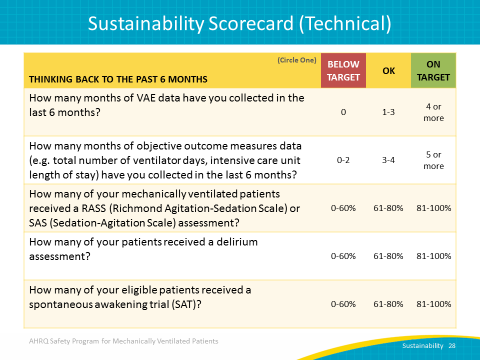 Sustainability Scorecard (Technical)
THINKING BACK TO THE PAST 6 MONTHS
(Circle One)
BELOW
TARGET
OK
ON
TARGET
How many months of VAE data have you collected in the
last 6 months?
0
1-3
4 or
more
How many months of objective outcome measures data
(e.g. total number of ventilator days, intensive care unit
length of stay) have you collected in the last 6 months?
0-2
3-4
5 or
more
How many of your mechanically ventilated patients
received a RASS (Richmond Agitation-Sedation Scale) or
SAS (Sedation-Agitation Scale) assessment?
0-60%
61-80%
81-100%
How many of your patients received a delirium
assessment?
0-60%
61-80%
81-100%
How many of your eligible patients received a
spontaneous awakening trial (SAT)?
0-60%
61-80%
81-100%
AHRQ Safety Program for Mechanically Ventilated Patients
Sustainability 28